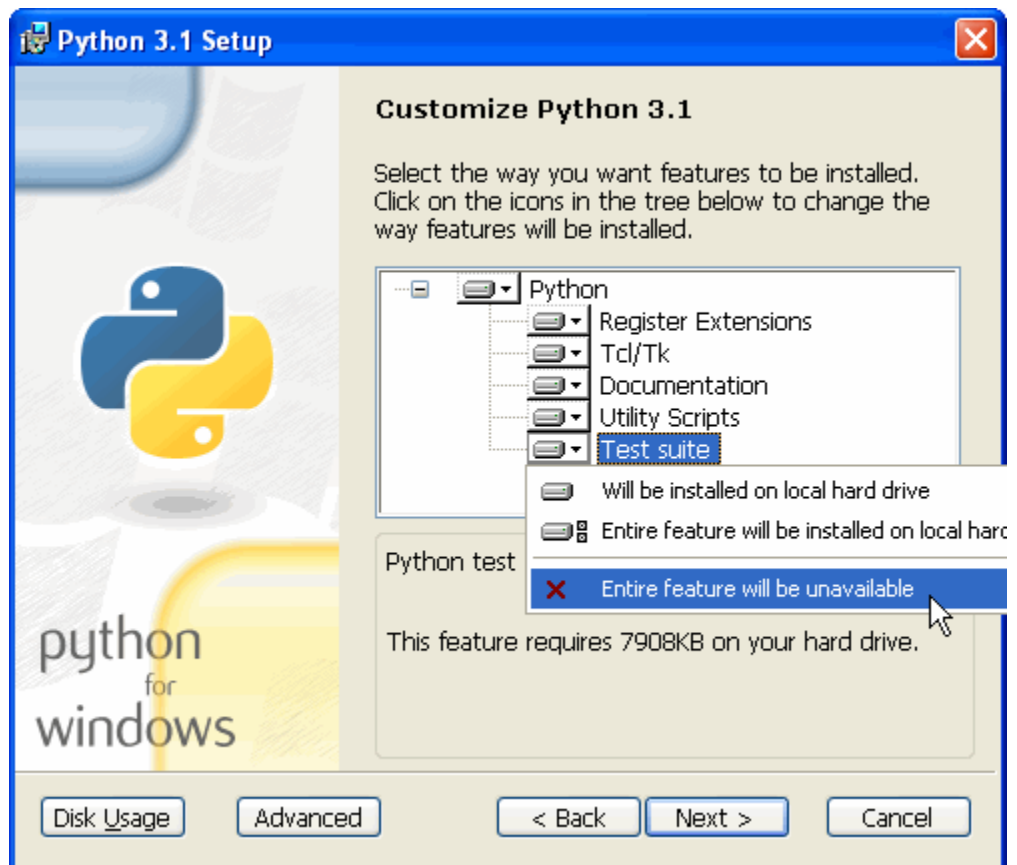 Python 3.1 Setup
Customize Python 3.1
Select the way you want features to be installed.
Click on the icons in the tree below to change the
way features will be installed.
Python
Register Extensions
Tcl/Tk
Documentation
Utility Scripts
Test suite
Will be installed on local hard drive
Entire feature will be installed on local hard
Entire feature will be unavailable
Python test
This feature requires 7908KB on your hard drive.
python
for
windows
Disk Usage
Advanced
< Back
Next >
Cancel